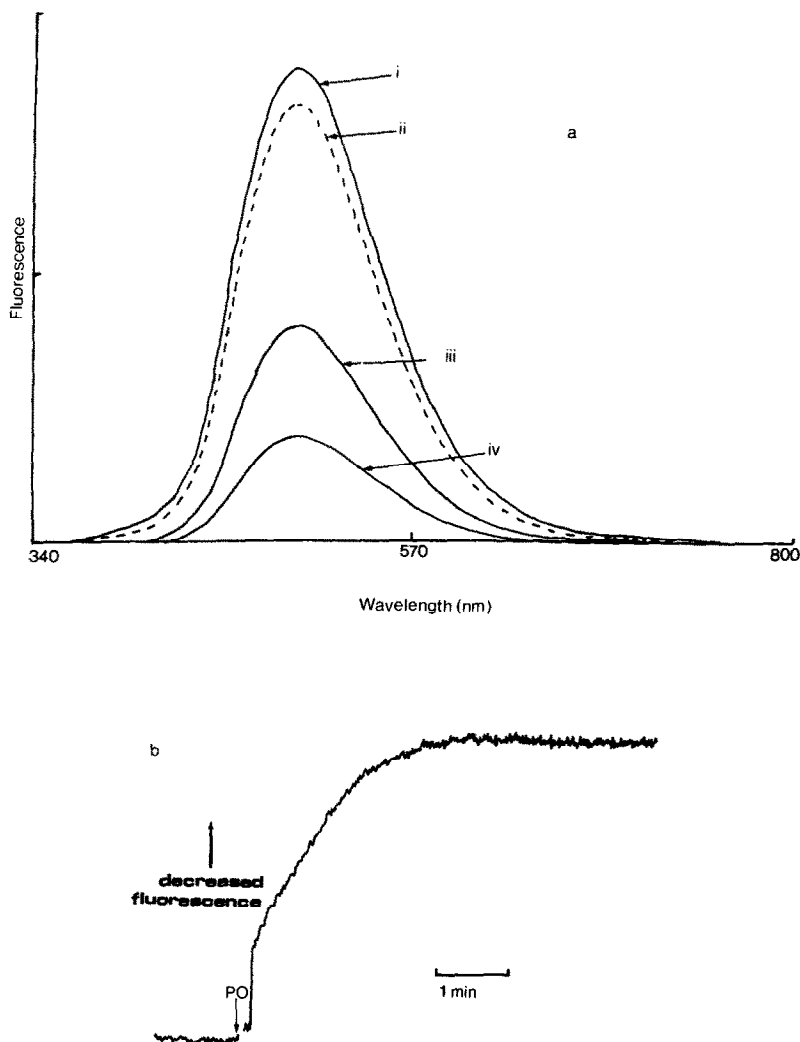 i
ii
a
Fluorescence
iii
iv
340
570
800
Wavelength (nm)
b
decreased
fluorescence
PO
1 min